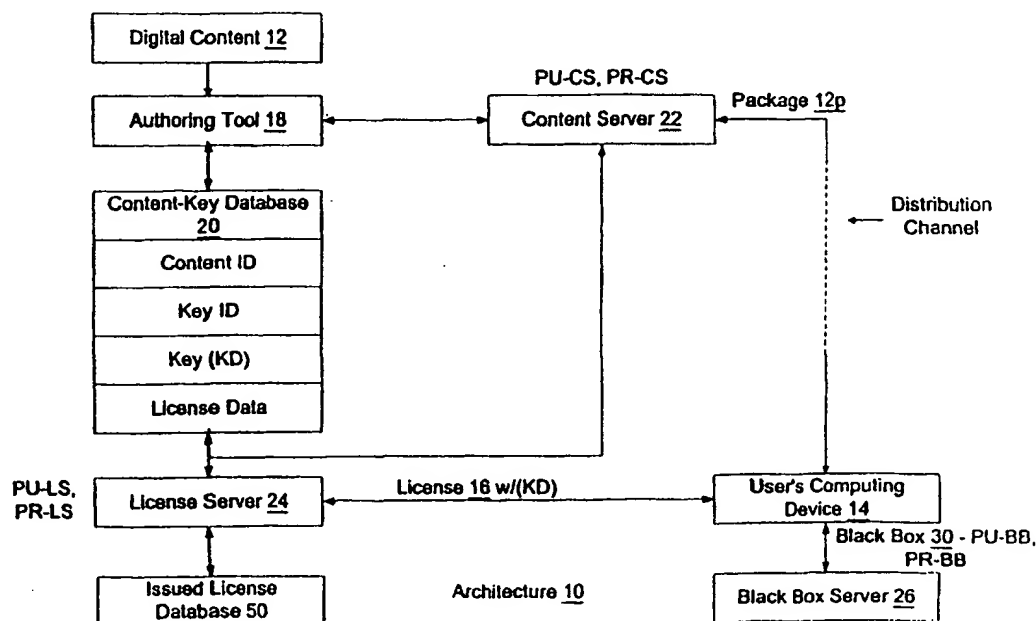 Digital Content 12
PU-CS, PR-CS
Package 12p
Authoring Tool 18
Content Server 22
Content-Key Database
20
Distribution
Channel
Content ID
Key ID
Key (KD)
License Data
PU-LS,
PR-LS
License Server 24
License 16 w/(KD)
User's Computing
Device 14
Black Box 30 - PU-BB,
PR-BB
Issued License
Database 50
Architecture 10
Black Box Server 26